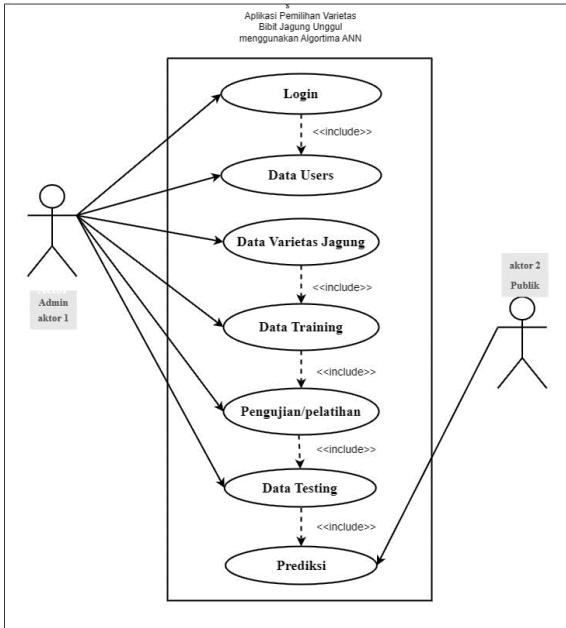 s
Aplikasi Pemilihan Varietas
Bibit Jagung Unggul
menggunakan Algortima ANN
Login
<<include>>
Data Users
Data Varietas Jagung
<<include>>
Data Training
<<include>>
Pengujian/pelatihan
<<include>>
Data Testing
<<include>>
Prediksi
Admin
aktor 1
aktor 2
Publik